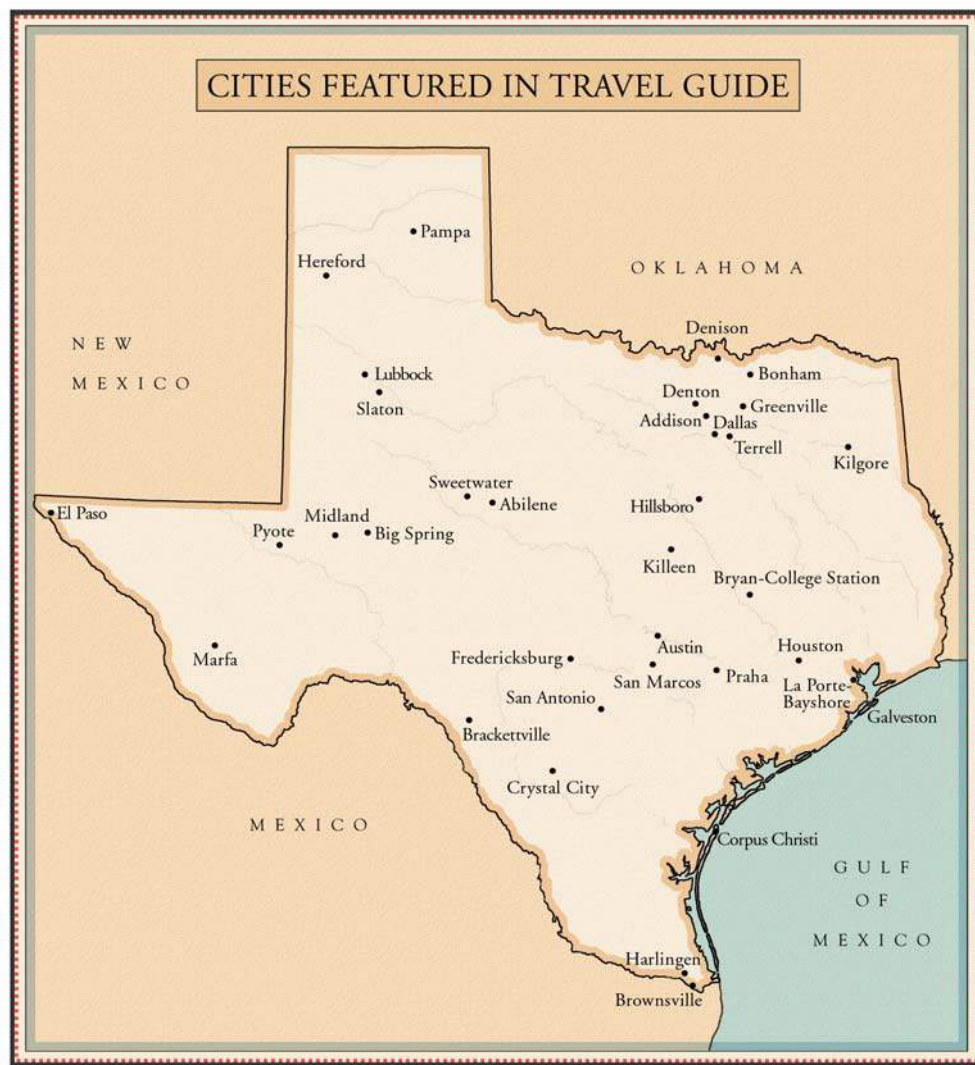 CITIES FEATURED IN TRAVEL GUIDE
Pampa
Hereford
OKLAHOMA
NEW
MEXICO
Denison
Lubbock
Bonham
Slaton
Denton
Greenville
Addison
Dallas
Terrell
Kilgore
Sweetwater
Abilene
Hillsboro
El Paso
Midland
Pyote
Big Spring
Killeen
Bryan-College Station
Marfa
Fredericksburg
Austin
Houston
San Marcos
Praha
La Porte-
Bayshore
San Antonio
Galveston
Brackettville
Crystal City
MEXICO
Corpus Christi
GULF
OF
MEXICO
Harlingen
Brownsville